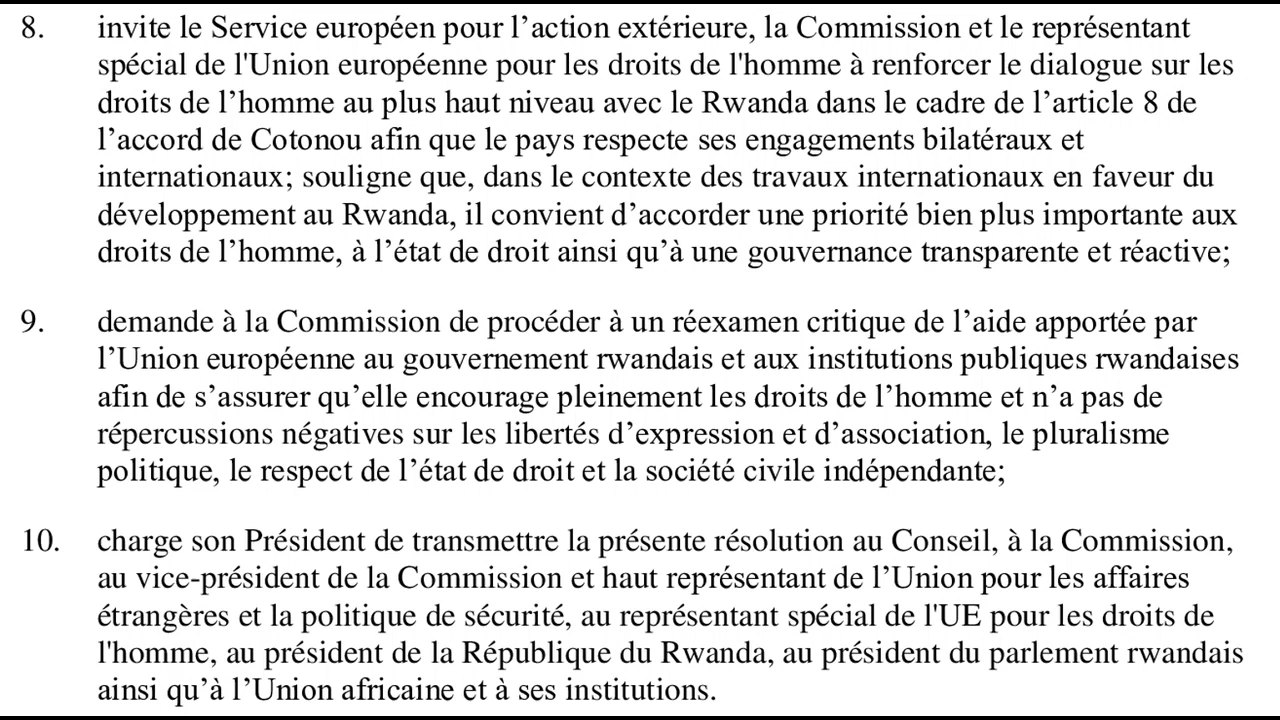 8. invite le Service européen pour l’action extérieure, la Commission et le représentant
spécial de l'Union européenne pour les droits de l'homme à renforcer le dialogue sur les
droits de l’homme au plus haut niveau avec le Rwanda dans le cadre de l’article 8 de
l’accord de Cotonou afin que le pays respecte ses engagements bilatéraux et
internationaux; souligne que, dans le contexte des travaux internationaux en faveur du
développement au Rwanda, il convient d’accorder une priorité bien plus importante aux
droits de l’homme, à l’état de droit ainsi qu’à une gouvernance transparente et réactive;
9. demande à la Commission de procéder à un réexamen critique de l’aide apportée par
l’Union européenne au gouvernement rwandais et aux institutions publiques rwandaises
afin de s’assurer qu’elle encourage pleinement les droits de l’homme et n’a pas de
répercussions négatives sur les libertés d’expression et d’association, le pluralisme
politique, le respect de l’état de droit et la société civile indépendante;
10. charge son Président de transmettre la présente résolution au Conseil, à la Commission,
au vice-président de la Commission et haut représentant de l’Union pour les affaires
étrangères et la politique de sécurité, au représentant spécial de l'UE pour les droits de
l'homme, au président de la République du Rwanda, au président du parlement rwandais
ainsi qu’à l’Union africaine et à ses institutions.